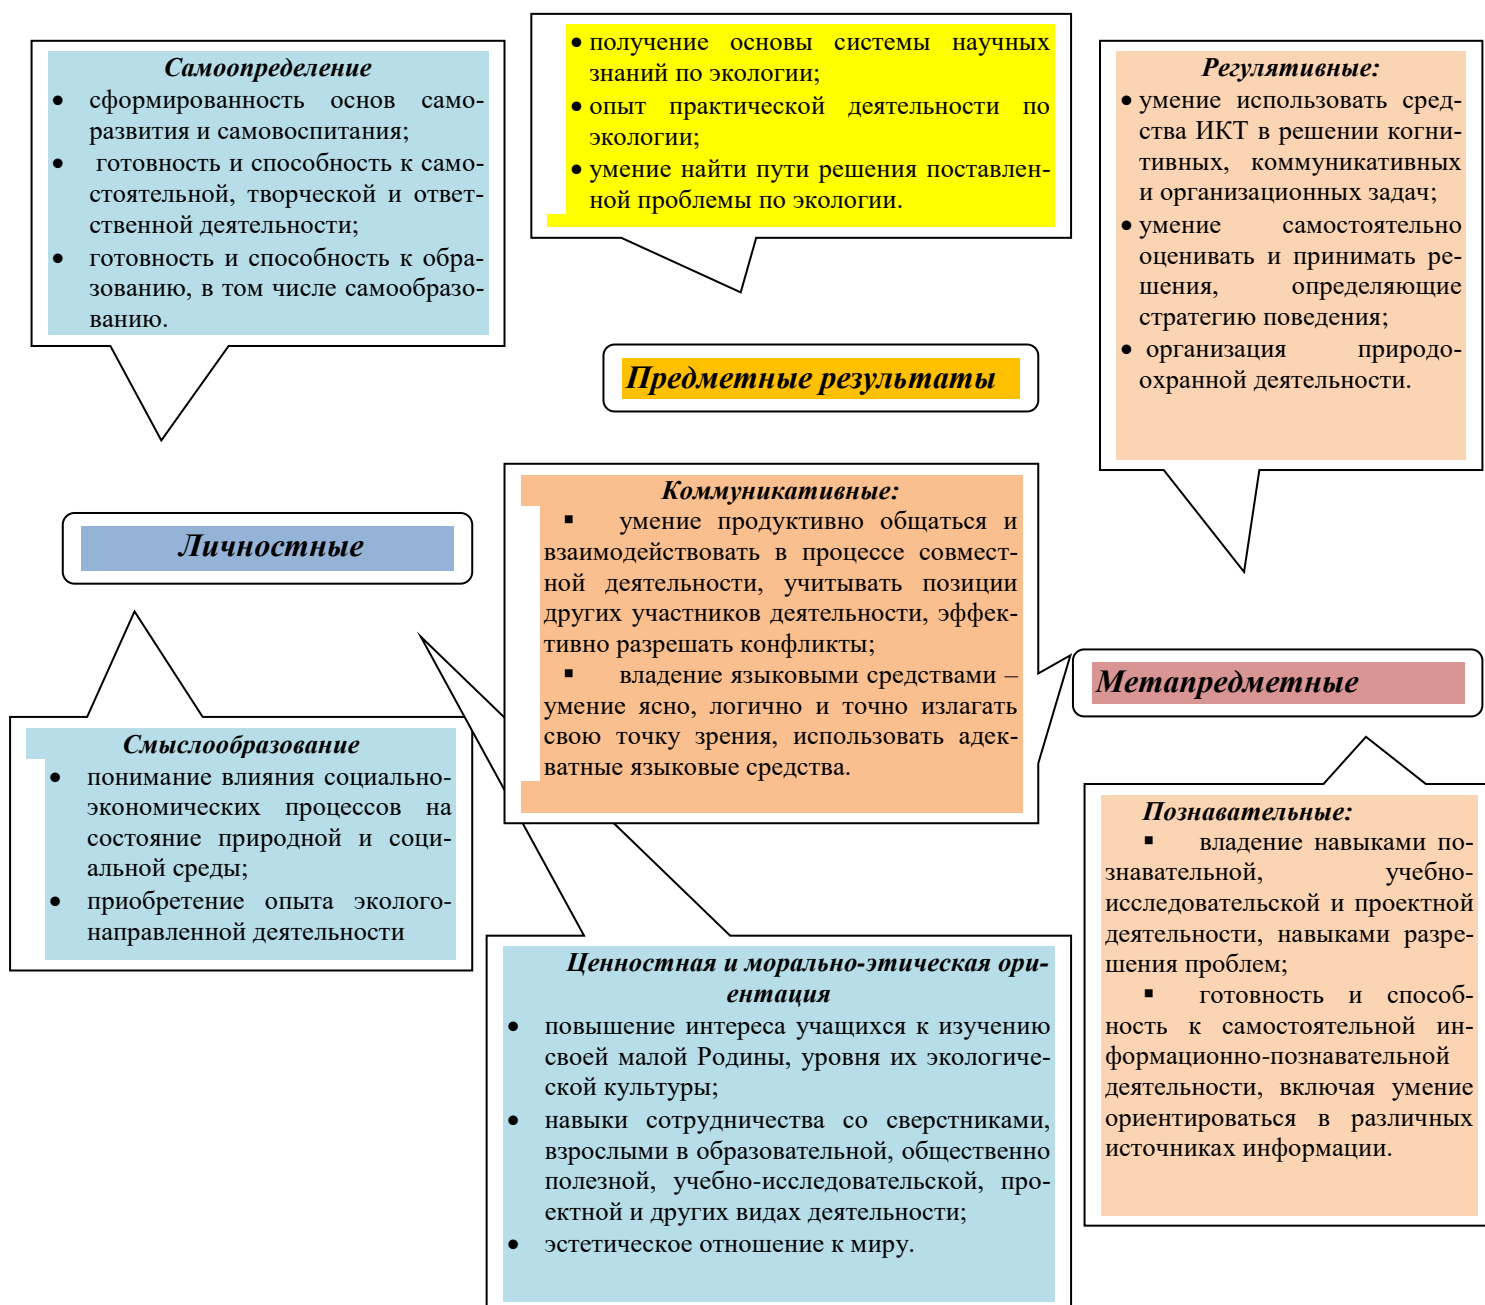 Самоопределение
• сформированность основ само-
развития и самовоспитания;
• готовность и способность к само-
стоятельной, творческой и ответ-
ственной деятельности;
• готовность и способность к обра-
зованию, в том числе самообразо-
ванию.
• получение основы системы научных
знаний по экологии;
• опыт практической деятельности по
экологии;
• умение найти пути решения поставлен-
ной проблемы по экологии.
Регулятивные:
• умение использовать сред-
ства ИКТ в решении когни-
тивных, коммуникативных
и организационных задач;
• умение самостоятельно
оценивать и принимать ре-
шения, определяющие
стратегию поведения;
• организация природо-
охранной деятельности.
Предметные результаты
Личностные
Коммуникативные:
▪ умение продуктивно общаться и
взаимодействовать в процессе совмест-
ной деятельности, учитывать позиции
других участников деятельности, эффек-
тивно разрешать конфликты;
▪ владение языковыми средствами –
умение ясно, логично и точно излагать
свою точку зрения, использовать адек-
ватные языковые средства.
Метапредметные
Смыслообразование
• понимание влияния социально-
экономических процессов на
состояние природной и соци-
альной среды;
• приобретение опыта эколого-
направленной деятельности
Ценностная и морально-этическая ори-
ентация
• повышение интереса учащихся к изучению
своей малой Родины, уровня их экологиче-
ской культуры;
• навыки сотрудничества со сверстниками,
взрослыми в образовательной, общественно
полезной, учебно-исследовательской, про-
ектной и других видах деятельности;
• эстетическое отношение к миру.
Познавательные:
▪ владение навыками по-
знавательной, учебно-
исследовательской и проектной
деятельности, навыками разре-
шения проблем;
▪ готовность и способ-
ность к самостоятельной ин-
формационно-познавательной
деятельности, включая умение
ориентироваться в различных
источниках информации.